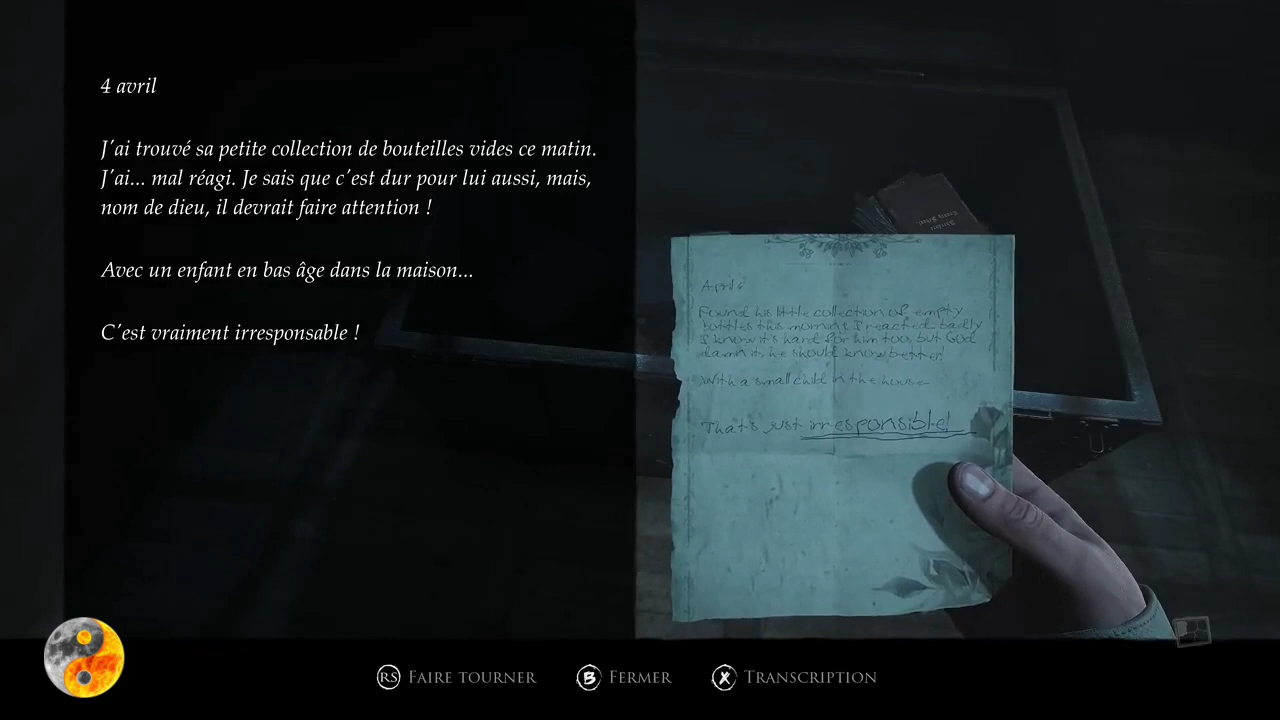 4 avril
J'ai trouvé sa petite collection de bouteilles vides ce matin.
J'ai... mal réagi. Je sais que c'est dur pour lui aussi, mais,
nom de dieu, il devrait faire attention !
Avec un enfant en bas âge dans la maison...
C'est vraiment irresponsable !
April
Found his little collection of empty
bottles this morning. I reacted badly
I know it's hard for him too, but God
damn it, he should know better!
With a small child in the house-
That's just irresponsible!
RS FAIRE TOURNER
B FERMER
X TRANSCRIPTION